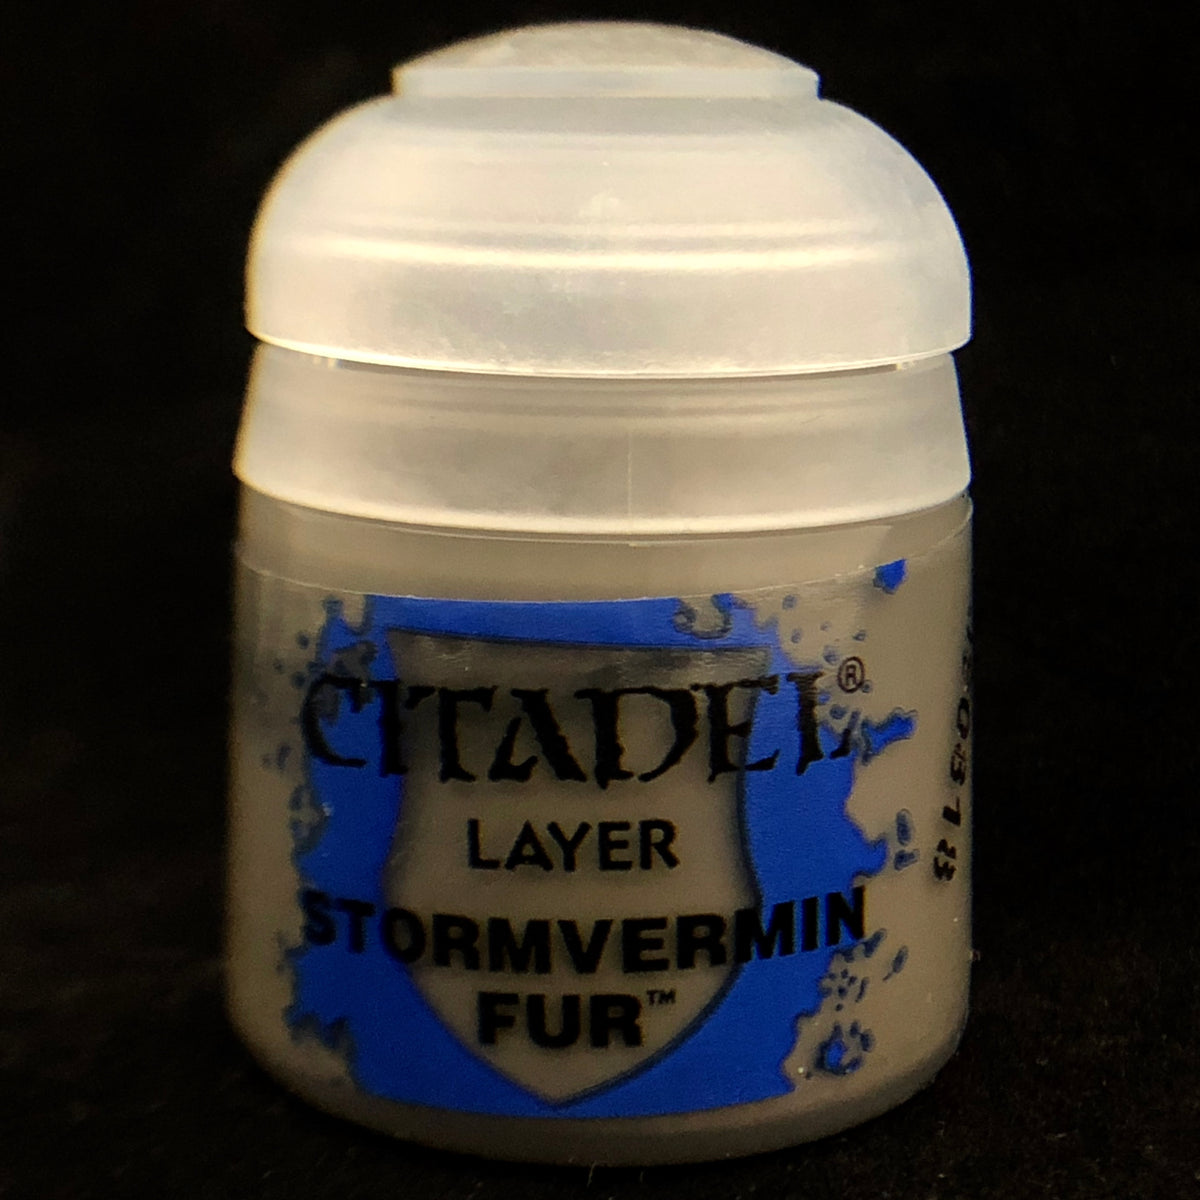 CITADEL®
LAYER
STORMVERMIN
FUR™